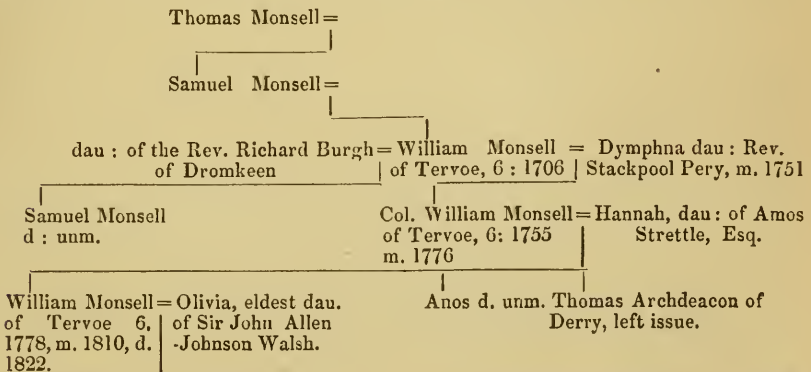 Thomas Monsell=
Samuel Monsell=
dau : of the Rev. Richard Burgh=William Monsell = Dymphna dau : Rev.
of Dromkeen of Tervoe, 6 : 1706 Stackpool Pery, m. 1751
Samuel Monsell Col. William Monsell=Hannah, dau : of Amos
d : unm. of Tervoe, 6: 1755 Strettle, Esq.
m. 1776
William Monsell= Olivia, eldest dau. Anos d. unm. Thomas Archdeacon of
of Tervoe 6. of Sir John Allen Derry, left issue.
1778, m. 1810, d. -Johnson Walsh.
1822.